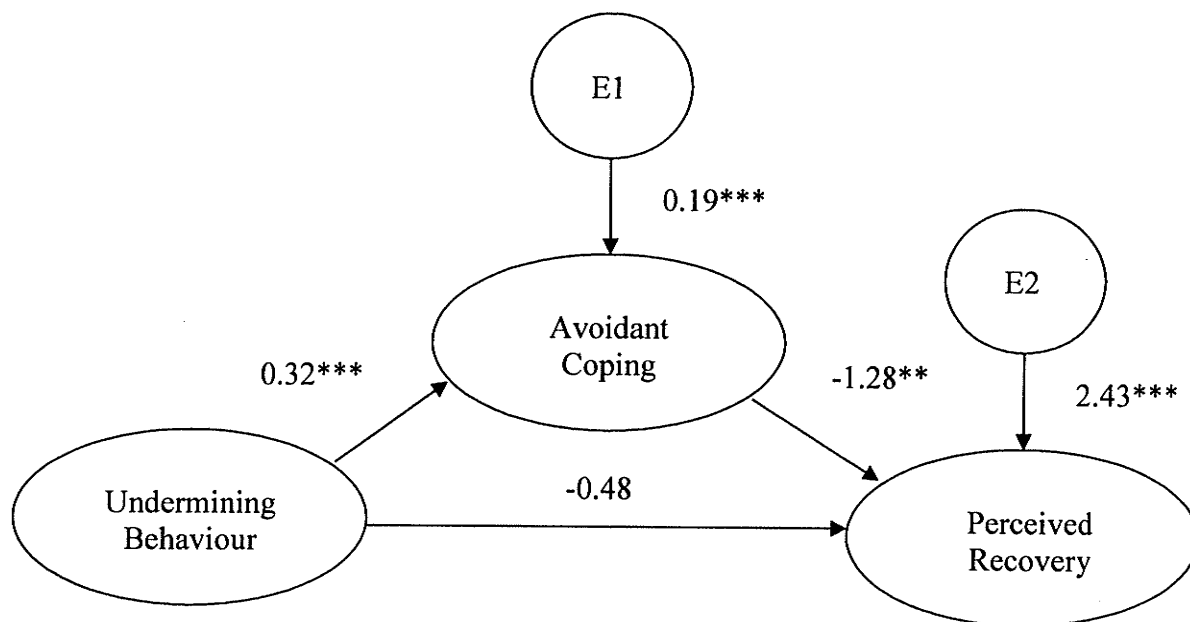 E1
0.19***
E2
Avoidant
Coping
0.32***
-1.28**
2.43***
Undermining
Behaviour
-0.48
Perceived
Recovery